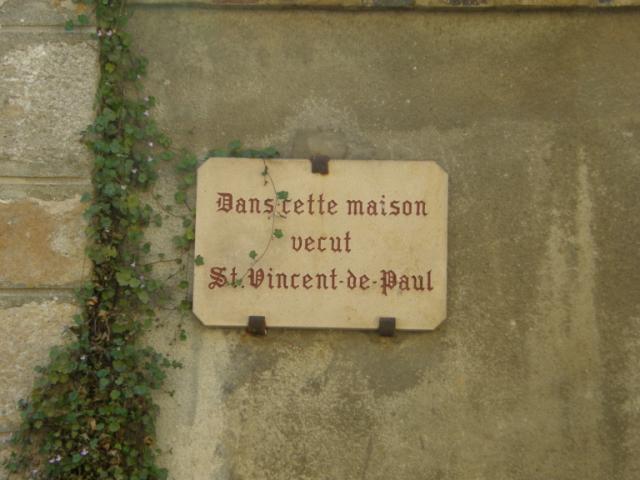 Dans cette maison
vecut
St. Vincent-de-Paul